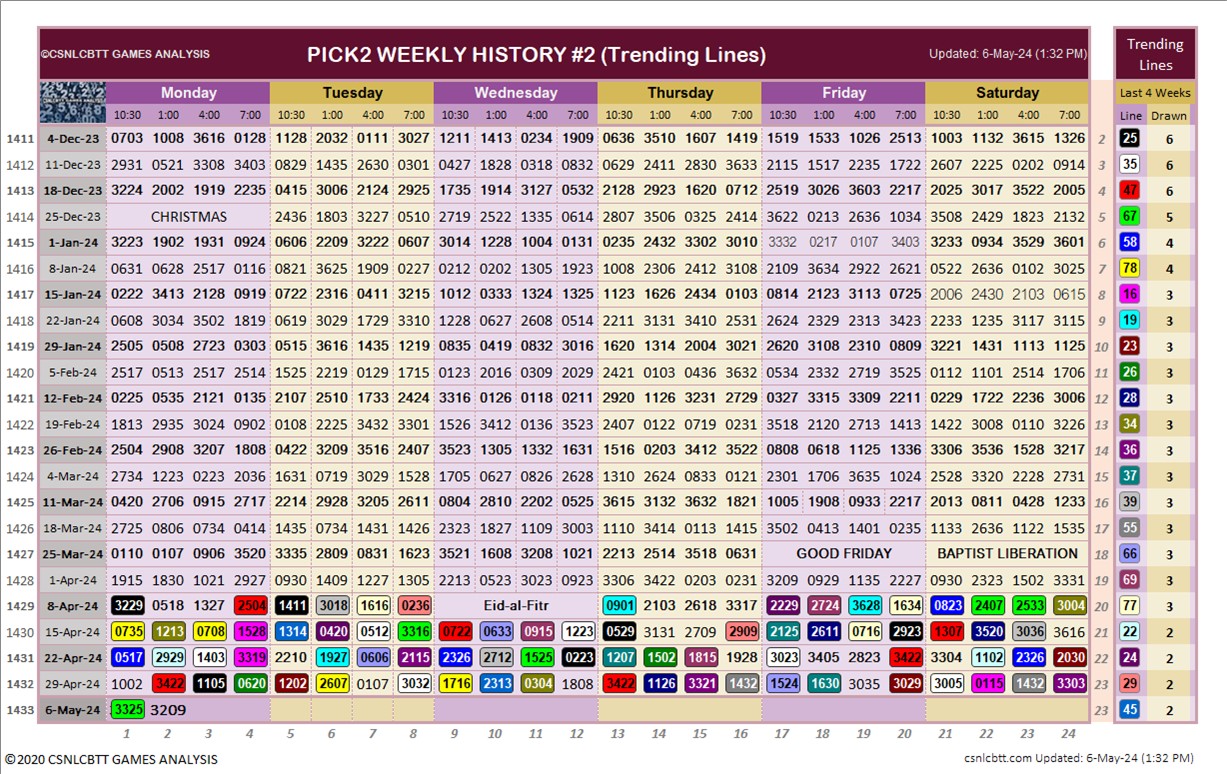 ©CSNLCBTT GAMES ANALYSIS PICK2 WEEKLY HISTORY #2 (Trending Lines) Updated: 6-May-24 (1:32 PM) Trending Lines
Monday Tuesday Wednesday Thursday Friday Saturday Last 4 Weeks
10:30 1:00 4:00 7:00 10:30 1:00 4:00 7:00 10:30 1:00 4:00 7:00 10:30 1:00 4:00 7:00 10:30 1:00 4:00 7:00 10:30 1:00 4:00 7:00 Line Drawn
1411 4-Dec-23 0703 1008 3616 0128 1128 2032 0111 3027 1211 1413 0234 1909 0636 3510 1607 1419 1519 1533 1026 2513 1003 1132 3615 1326 2 25 6
1412 11-Dec-23 2931 0521 3308 3403 0829 1435 2630 0301 0427 1828 0318 0832 0629 2411 2830 3633 2115 1517 2235 1722 2607 2225 0202 0914 3 35 6
1413 18-Dec-23 3224 2002 1919 2235 0415 3006 2124 2925 1735 1914 3127 0532 2128 2923 1620 0712 2519 3026 3603 2217 2025 3017 3522 2005 4 47 6
1414 25-Dec-23 CHRISTMAS 2436 1803 3227 0510 2719 2522 1335 0614 2807 3506 0325 2414 3622 0213 2636 1034 3508 2429 1823 2132 5 67 5
1415 1-Jan-24 3223 1902 1931 0924 0606 2209 3222 0607 3014 1228 1004 0131 0235 2432 3302 3010 3332 0217 0107 3403 3233 0934 3529 3601 6 58 4
1416 8-Jan-24 0631 0628 2517 0116 0821 3625 1909 0227 0212 0202 1305 1923 1008 2306 2412 3108 2109 3634 2922 2621 0522 2636 0102 3025 7 78 4
1417 15-Jan-24 0222 3413 2128 0919 0722 2316 0411 3215 1012 0333 1324 1325 1123 1626 2434 0103 0814 2123 3113 0725 2006 2430 2103 0615 8 16 3
1418 22-Jan-24 0608 3034 3502 1819 0619 3029 1729 3310 1228 0627 2608 0514 2211 3131 3410 2531 2624 2329 2313 3423 2233 1235 3117 3115 9 19 3
1419 29-Jan-24 2505 0508 2723 0303 0516 3616 1435 1219 0835 0419 0832 3016 1620 1314 2004 3021 2620 3108 2310 0809 3221 1431 1113 1125 10 23 3
1420 5-Feb-24 2517 0513 2517 2514 1525 2219 0129 1715 0123 2016 0309 2029 2421 0103 0436 3632 0534 2332 2719 3525 0112 1101 2514 1706 11 26 3
1421 12-Feb-24 0225 0535 2121 0135 2107 2510 1733 2424 3316 0126 0118 0211 2920 1126 3231 2729 0327 3315 3309 2211 0229 1722 2236 3006 12 28 3
1422 19-Feb-24 1813 2935 3024 0902 0108 2225 3432 3301 1526 3412 0136 3523 2407 0122 0719 0231 3518 2120 2713 1413 1422 3008 0110 3226 13 34 3
1423 26-Feb-24 2504 2908 3207 1808 0422 3209 3516 2407 3523 1305 1332 1631 1516 0203 3412 3522 0808 0618 1125 1336 3306 3536 1528 3217 14 36 3
1424 4-Mar-24 2734 1223 0223 2036 1631 0719 3029 1523 1705 0627 0826 2628 1310 2624 0833 0121 2301 1706 3635 1024 2528 3320 2228 2731 15 37 3
1425 11-Mar-24 0420 2706 0915 2717 2214 2928 3205 2611 0804 2810 2202 0525 3615 3132 3632 1821 1005 1908 0933 2217 2013 0811 0428 1233 16 39 3
1426 18-Mar-24 2725 0806 0734 0414 1435 0734 1431 1426 2323 1827 1109 3003 1110 3414 0113 1415 3502 0413 1401 0235 1133 2636 1122 1535 17 55 3
1427 25-Mar-24 0110 0107 0906 3520 3335 2809 0831 1623 3521 1608 3208 1021 2213 2514 3518 0631 GOOD FRIDAY BAPTIST LIBERATION 18 66 3
1428 1-Apr-24 1915 1830 1021 2927 0930 1409 1227 1305 2213 0523 3023 0923 3306 3422 0203 0231 3209 0929 1135 2227 0930 2323 1502 3331 19 69 3
1429 8-Apr-24 3229 0518 1327 2504 1411 3018 1616 0236 Eid-al-Fitr 0901 2103 2618 3317 2229 2724 3628 1634 0823 2407 2533 3004 20 77 3
1430 15-Apr-24 0735 1213 0708 1528 1314 0420 0512 3316 0722 0633 0915 1223 0529 3131 2709 2909 2125 2611 0716 2923 1307 3520 3036 3616 21 22 2
1431 22-Apr-24 0517 2929 1403 3319 2210 1927 0606 2115 2326 2712 1525 0223 1207 1502 1815 1928 3023 3405 2823 3422 3304 1102 2326 2030 22 24 2
1432 29-Apr-24 1002 3422 1105 0620 1202 2607 0107 3032 1716 2313 0304 1808 3422 1126 3321 1432 1524 1630 3035 3029 3005 0115 1432 3303 23 29 2
1433 6-May-24 3325 3209 23 45 2
1 2 3 4 5 6 7 8 9 10 11 12 13 14 15 16 17 18 19 20 21 22 23 24
©2020 CSNLCBTT GAMES ANALYSIS csnlcbtt.com Updated: 6-May-24 (1:32 PM)